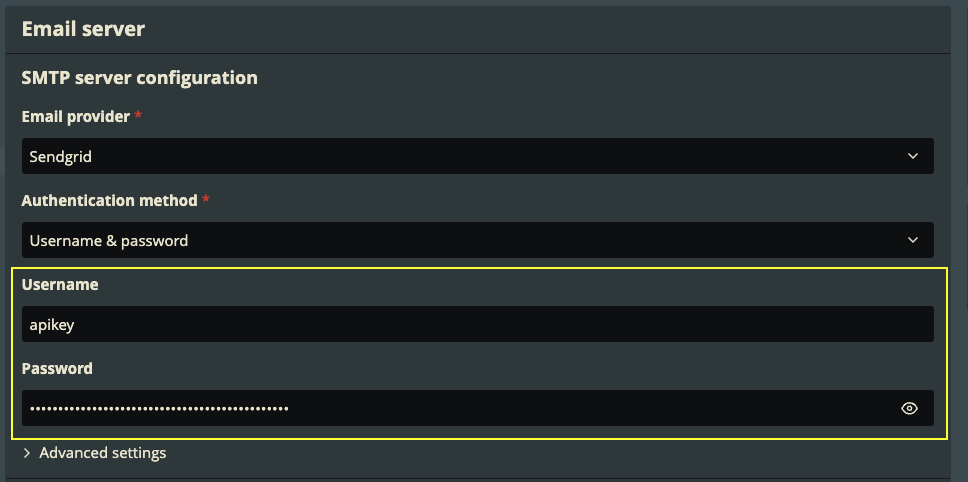 Email server
SMTP server configuration
Email provider *
Sendgrid
Authentication method *
Username & password
Username
apikey
Password
••••••••••••••••••••••••••••••••••••••••••••••
Advanced settings